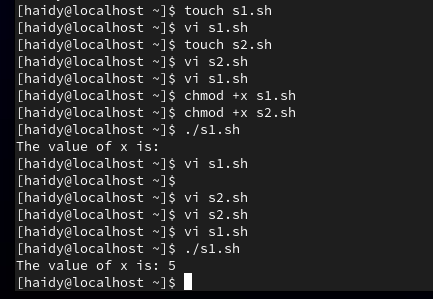 [haidy@localhost ~]$ touch s1.sh
[haidy@localhost ~]$ vi s1.sh
[haidy@localhost ~]$ touch s2.sh
[haidy@localhost ~]$ vi s2.sh
[haidy@localhost ~]$ vi s1.sh
[haidy@localhost ~]$ chmod +x s1.sh
[haidy@localhost ~]$ chmod +x s2.sh
[haidy@localhost ~]$ ./s1.sh
The value of x is:
[haidy@localhost ~]$ vi s1.sh
[haidy@localhost ~]$
[haidy@localhost ~]$ vi s2.sh
[haidy@localhost ~]$ vi s2.sh
[haidy@localhost ~]$ vi s1.sh
[haidy@localhost ~]$ ./s1.sh
The value of x is: 5
[haidy@localhost ~]$